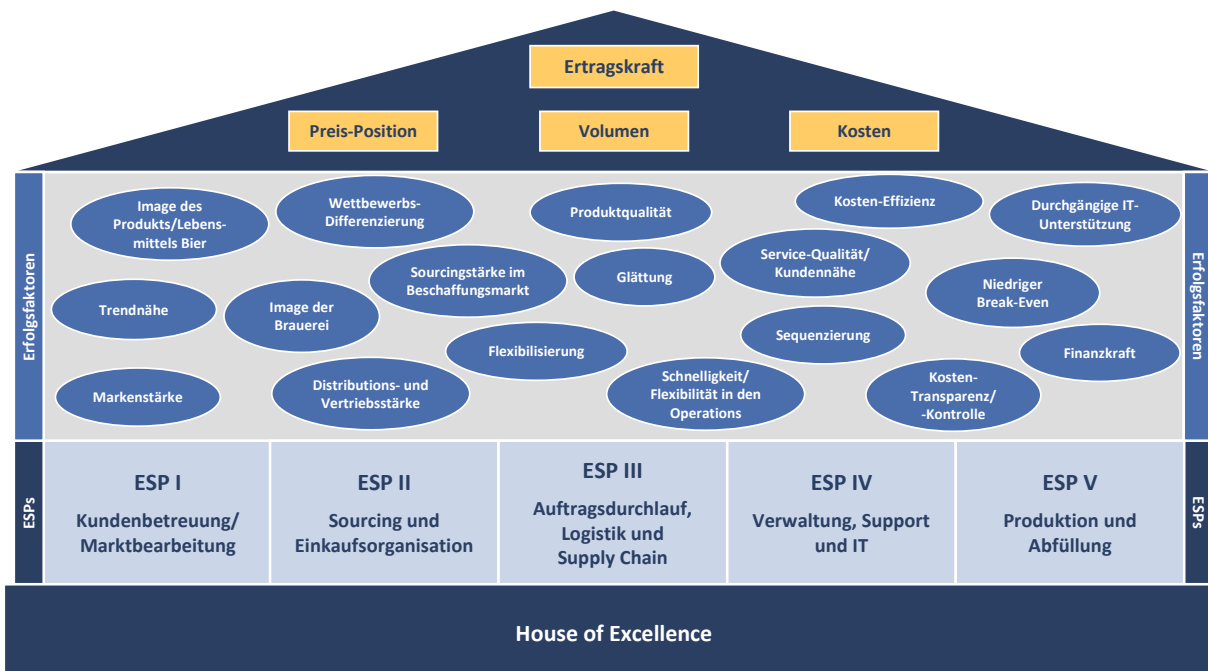 Ertragskraft
Preis-Position
Volumen
Kosten
Erfolgsfaktoren
Image des
Produkts/Lebens-
mittels Bier
Wettbewerbs-
Differenzierung
Produktqualität
Kosten-Effizienz
Durchgängige IT-
Unterstützung
Sourcingstärke im
Beschaffungsmarkt
Glättung
Service-Qualität/
Kundennähe
Niedriger
Break-Even
Trendnähe
Image der
Brauerei
Flexibilisierung
Sequenzierung
Finanzkraft
Markenstärke
Distributions- und
Vertriebsstärke
Schnelligkeit/
Flexibilität in den
Operations
Kosten-
Transparenz/
-Kontrolle
Erfolgsfaktoren
ESPs
ESP I
Kundenbetreuung/
Marktbearbeitung
ESP II
Sourcing und
Einkaufsorganisation
ESP III
Auftragsdurchlauf,
Logistik und
Supply Chain
ESP IV
Verwaltung, Support
und IT
ESP V
Produktion und
Abfüllung
ESPs
House of Excellence